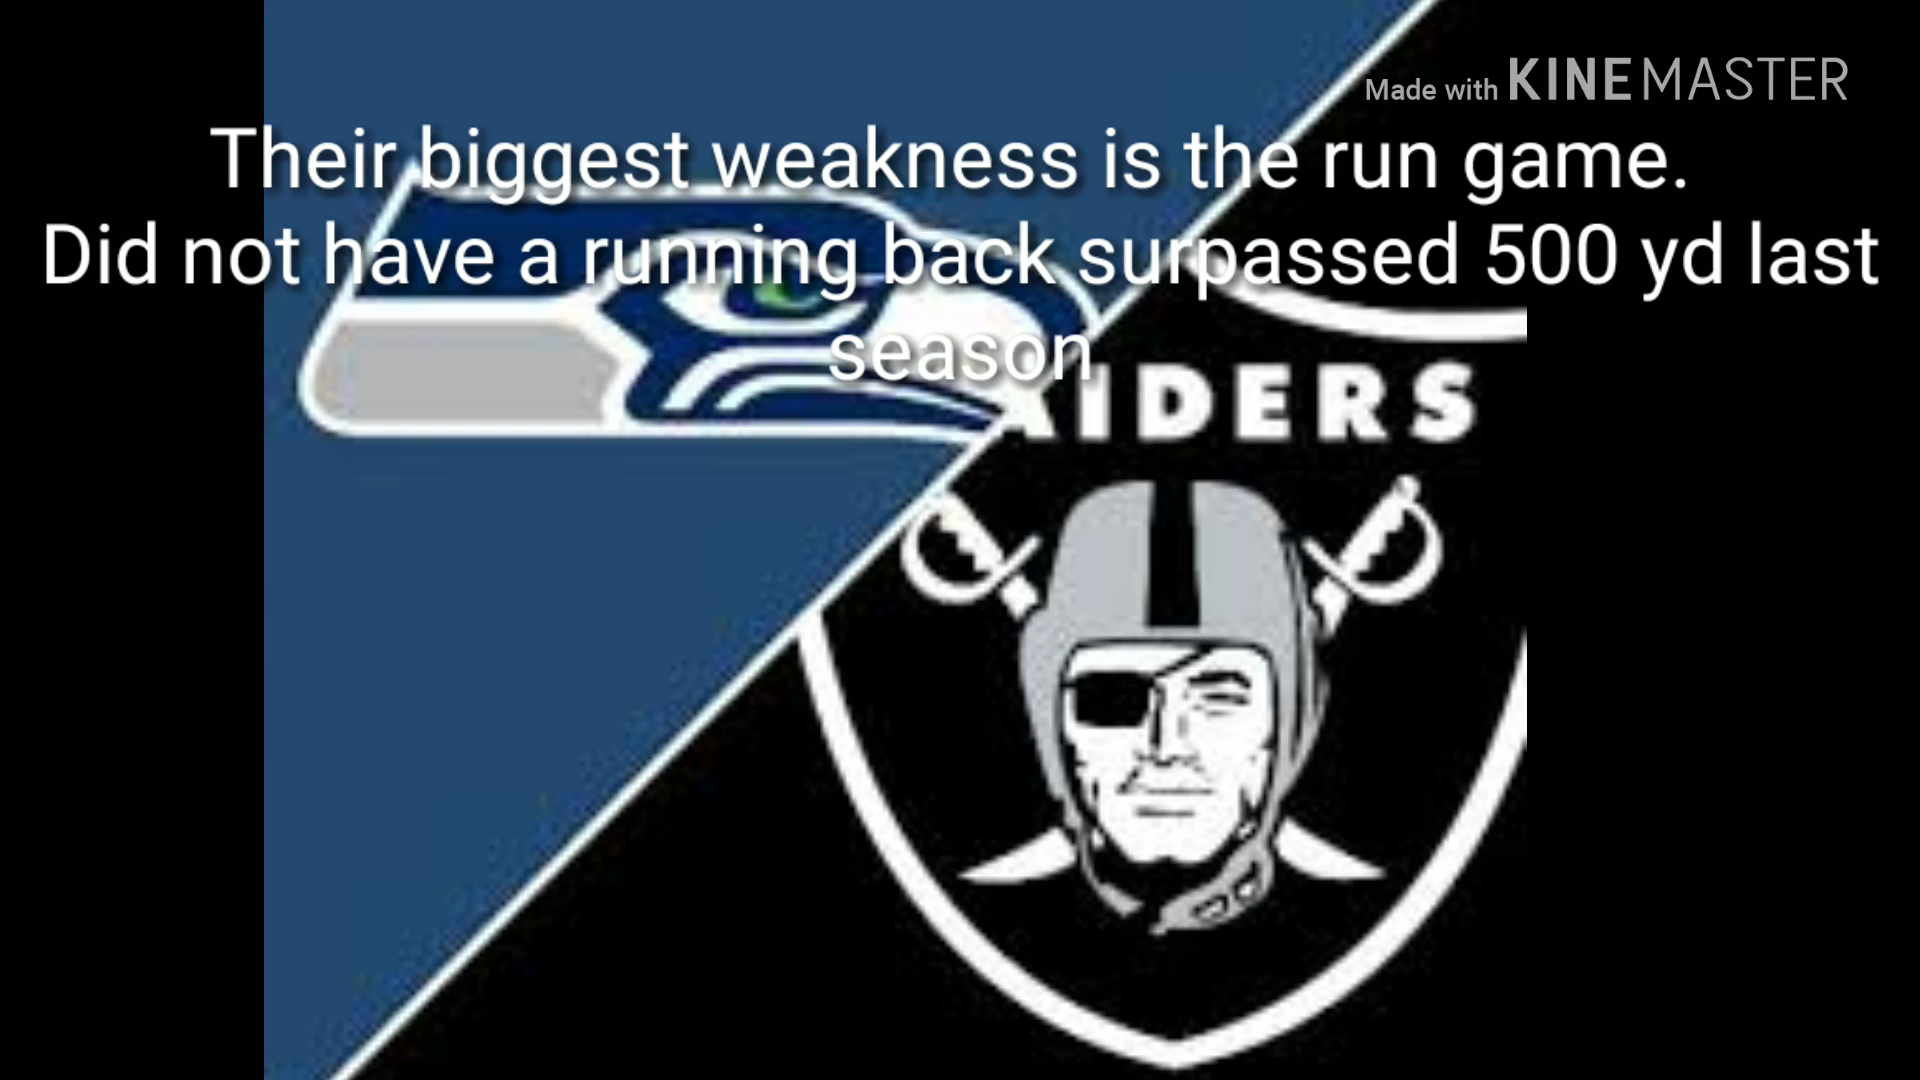 Made with KINEMASTER
Their biggest weakness is the run game.
Did not have a running back surpassed 500 yd last
season
AIDERS